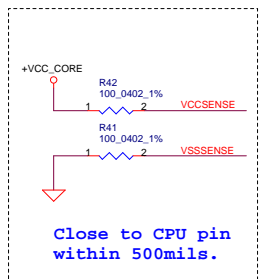 +VCC_CORE
R42
100_0402_1%
1 2 VCCSENSE
R41
100_0402_1%
1 2 VSSSENSE
Close to CPU pin
within 500mils.